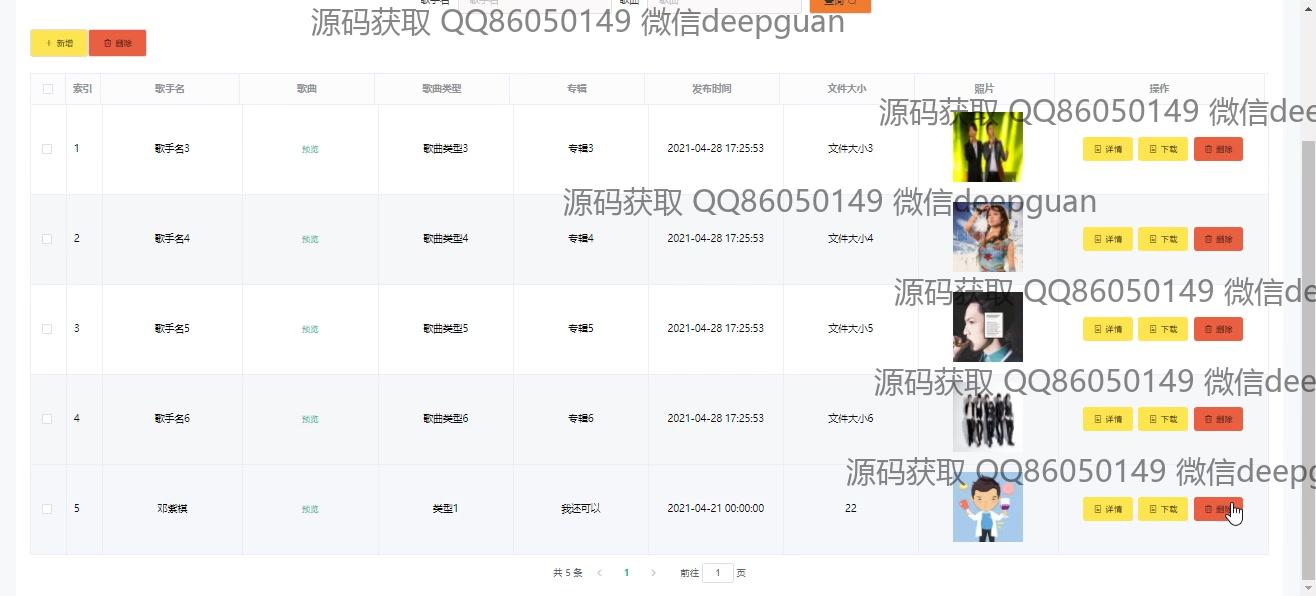 歌手名 歌手名 歌曲 歌曲 查询
源码获取 QQ86050149 微信deepguan
+ 新增 删除
索引 歌手名 歌曲 歌曲类型 专辑 发布时间 文件大小 照片 操作
源码获取 QQ86050149 微信dee
1 歌手名3 预览 歌曲类型3 专辑3 2021-04-28 17:25:53 文件大小3 详情 下载 删除
源码获取 QQ86050149 微信deepguan
2 歌手名4 预览 歌曲类型4 专辑4 2021-04-28 17:25:53 文件大小4 详情 下载 删除
源码获取 QQ86050149 微信de
3 歌手名5 预览 歌曲类型5 专辑5 2021-04-28 17:25:53 文件大小5 详情 下载 删除
源码获取 QQ86050149 微信dee
4 歌手名6 预览 歌曲类型6 专辑6 2021-04-28 17:25:53 文件大小6 详情 下载 删除
源码获取 QQ86050149 微信deepg
5 邓紫棋 预览 类型1 我还可以 2021-04-21 00:00:00 22 详情 下载 删除
共 5 条 < 1 > 前往 1 页